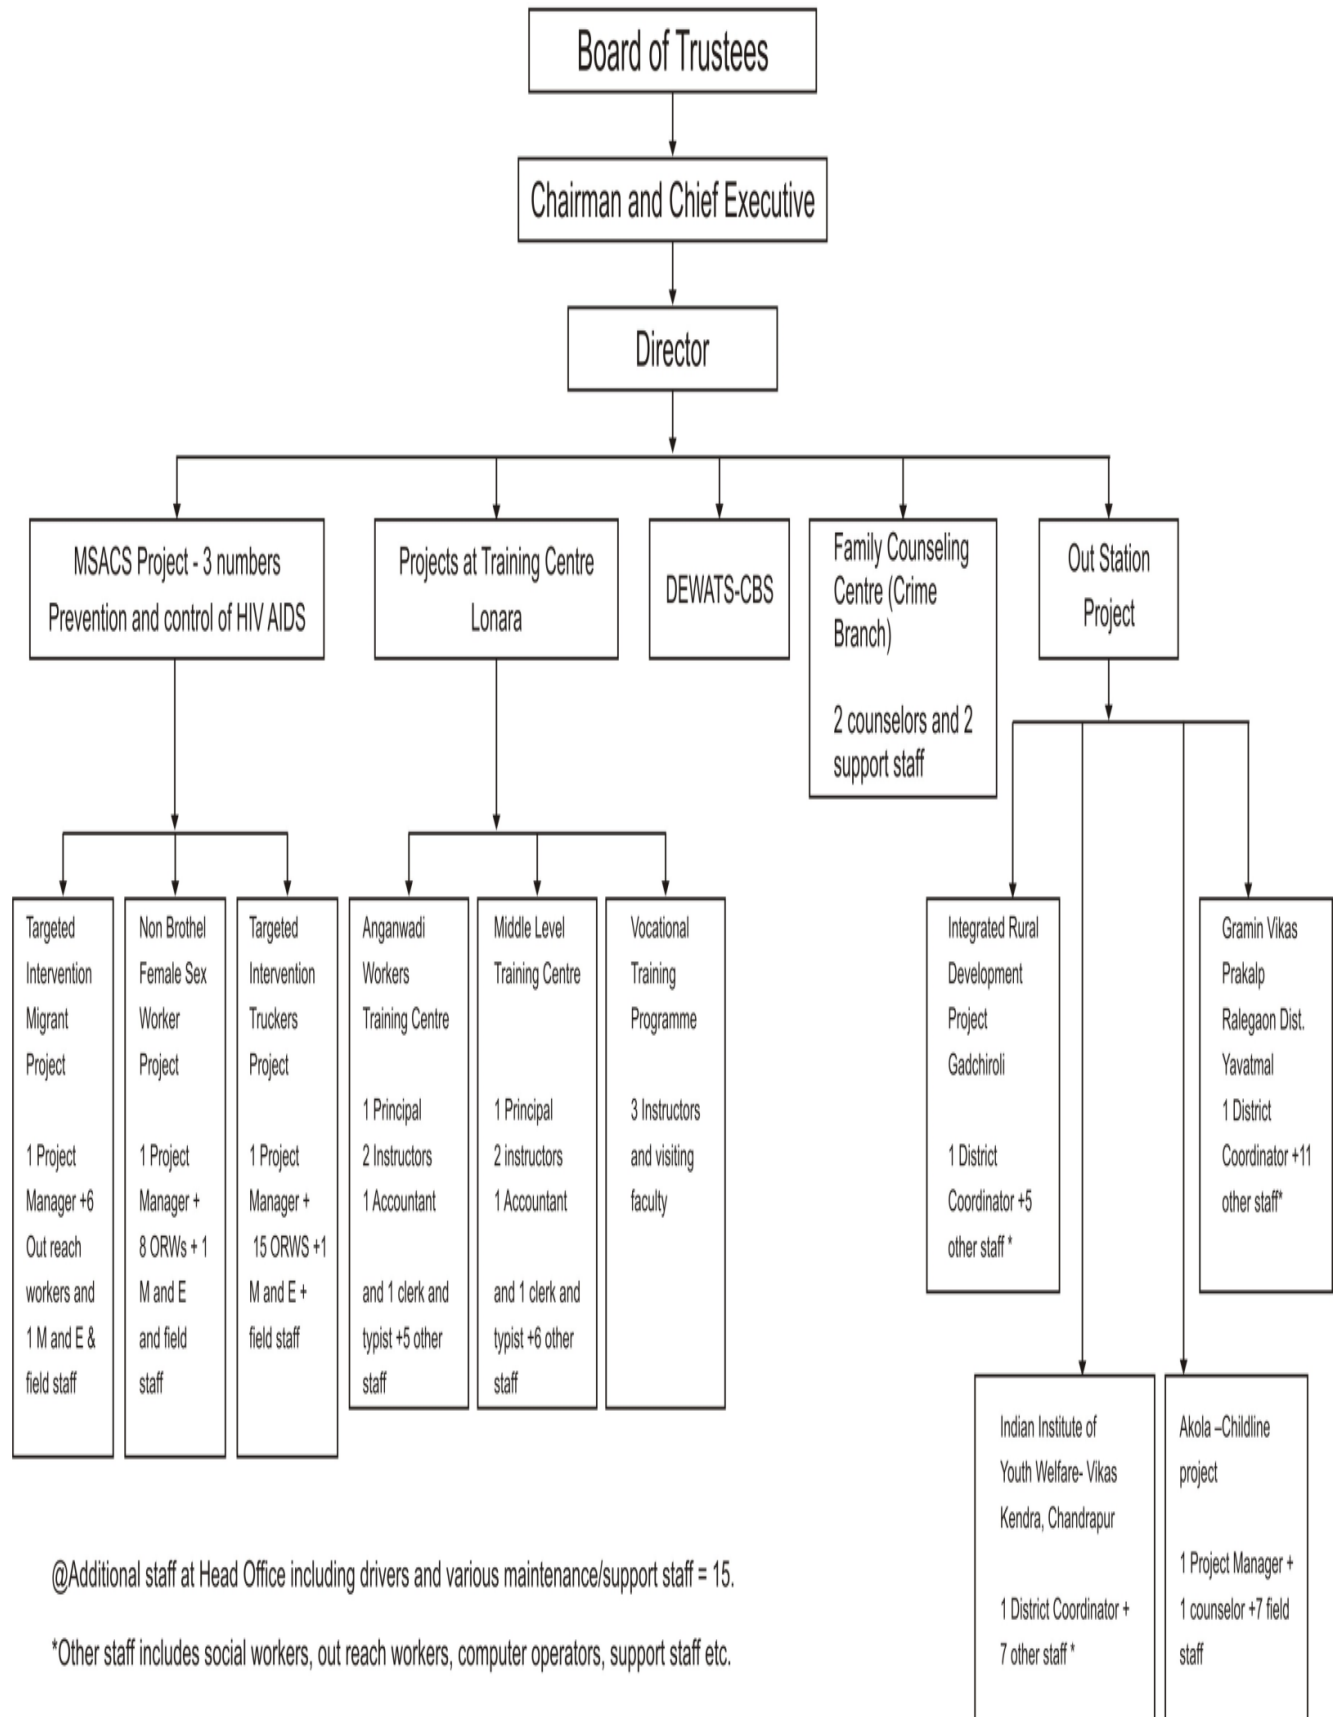 Board of Trustees
Chairman and Chief Executive
Director
MSACS Project - 3 numbers
Prevention and control of HIV AIDS
Projects at Training Centre
Lonara
DEWATS-CBS
Family Counseling
Centre (Crime
Branch)
2 counselors and 2
support staff
Out Station
Project
Targeted
Intervention
Migrant
Project
1 Project
Manager +6
Out reach
workers and
1 M and E &
field staff
Non Brothel
Female Sex
Worker
Project
1 Project
Manager +
8 ORWs + 1
M and E
and field
staff
Targeted
Intervention
Truckers
Project
1 Project
Manager +
15 ORWS +1
M and E +
field staff
Anganwadi
Workers
Training Centre
1 Principal
2 Instructors
1 Accountant
and 1 clerk and
typist +5 other
staff
Middle Level
Training Centre
1 Principal
2 instructors
1 Accountant
and 1 clerk and
typist +6 other
staff
Vocational
Training
Programme
3 Instructors
and visiting
faculty
Integrated Rural
Development
Project
Gadchiroli
1 District
Coordinator +5
other staff *
Gramin Vikas
Prakalp
Ralegaon Dist.
Yavatmal
1 District
Coordinator +11
other staff*
Indian Institute of
Youth Welfare- Vikas
Kendra, Chandrapur
1 District Coordinator +
7 other staff *
Akola –Childline
project
1 Project Manager +
1 counselor +7 field
staff
@Additional staff at Head Office including drivers and various maintenance/support staff = 15.
*Other staff includes social workers, out reach workers, computer operators, support staff etc.